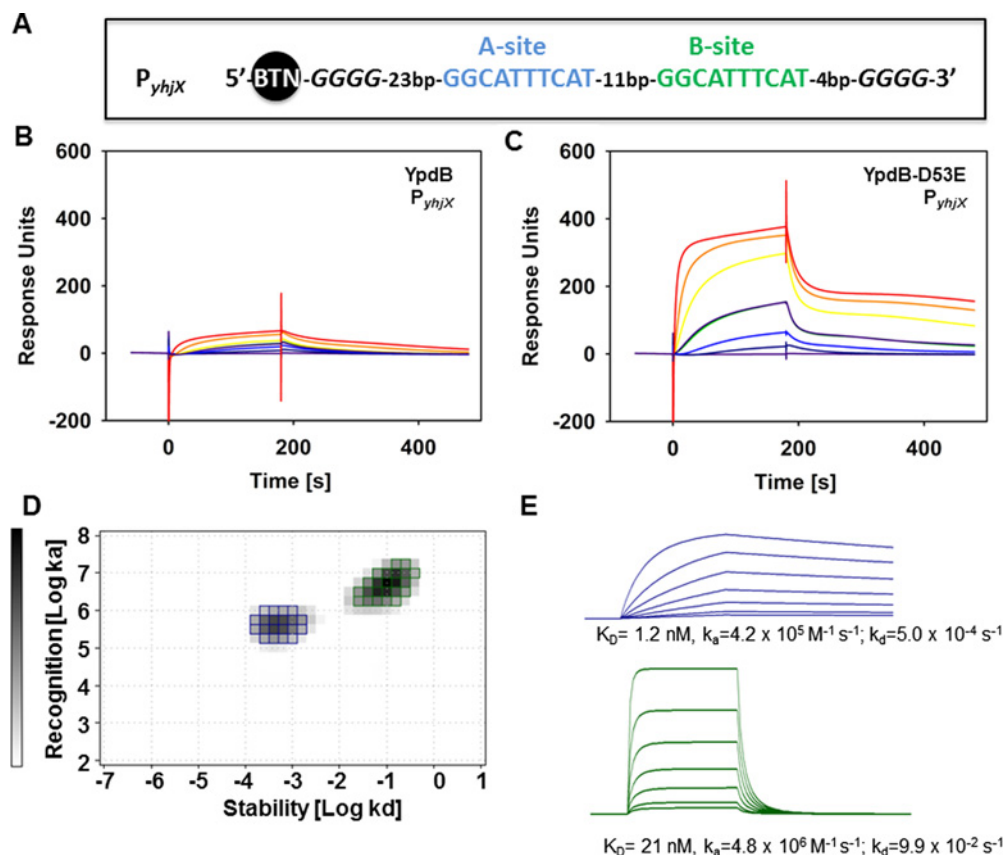 A
A-site B-site
PyhjX 5’-BTN-GGGG-23bp-GGCATTTCAT-11bp-GGCATTTCAT-4bp-GGGG-3’
B
600
400
200
0
-200
Response Units
YpdB
PyhjX
0 200 400
Time [s]
C
600
400
200
0
-200
Response Units
YpdB-D53E
PyhjX
0 200 400
Time [s]
D
8
7
6
5
4
3
2
Recognition [Log ka]
-7 -6 -5 -4 -3 -2 -1 0 1
Stability [Log kd]
E
KD= 1.2 nM, ka=4.2 x 10⁵ M⁻¹ s⁻¹; kd=5.0 x 10⁻⁴ s⁻¹
KD= 21 nM, ka=4.8 x 10⁶ M⁻¹ s⁻¹; kd=9.9 x 10⁻² s⁻¹